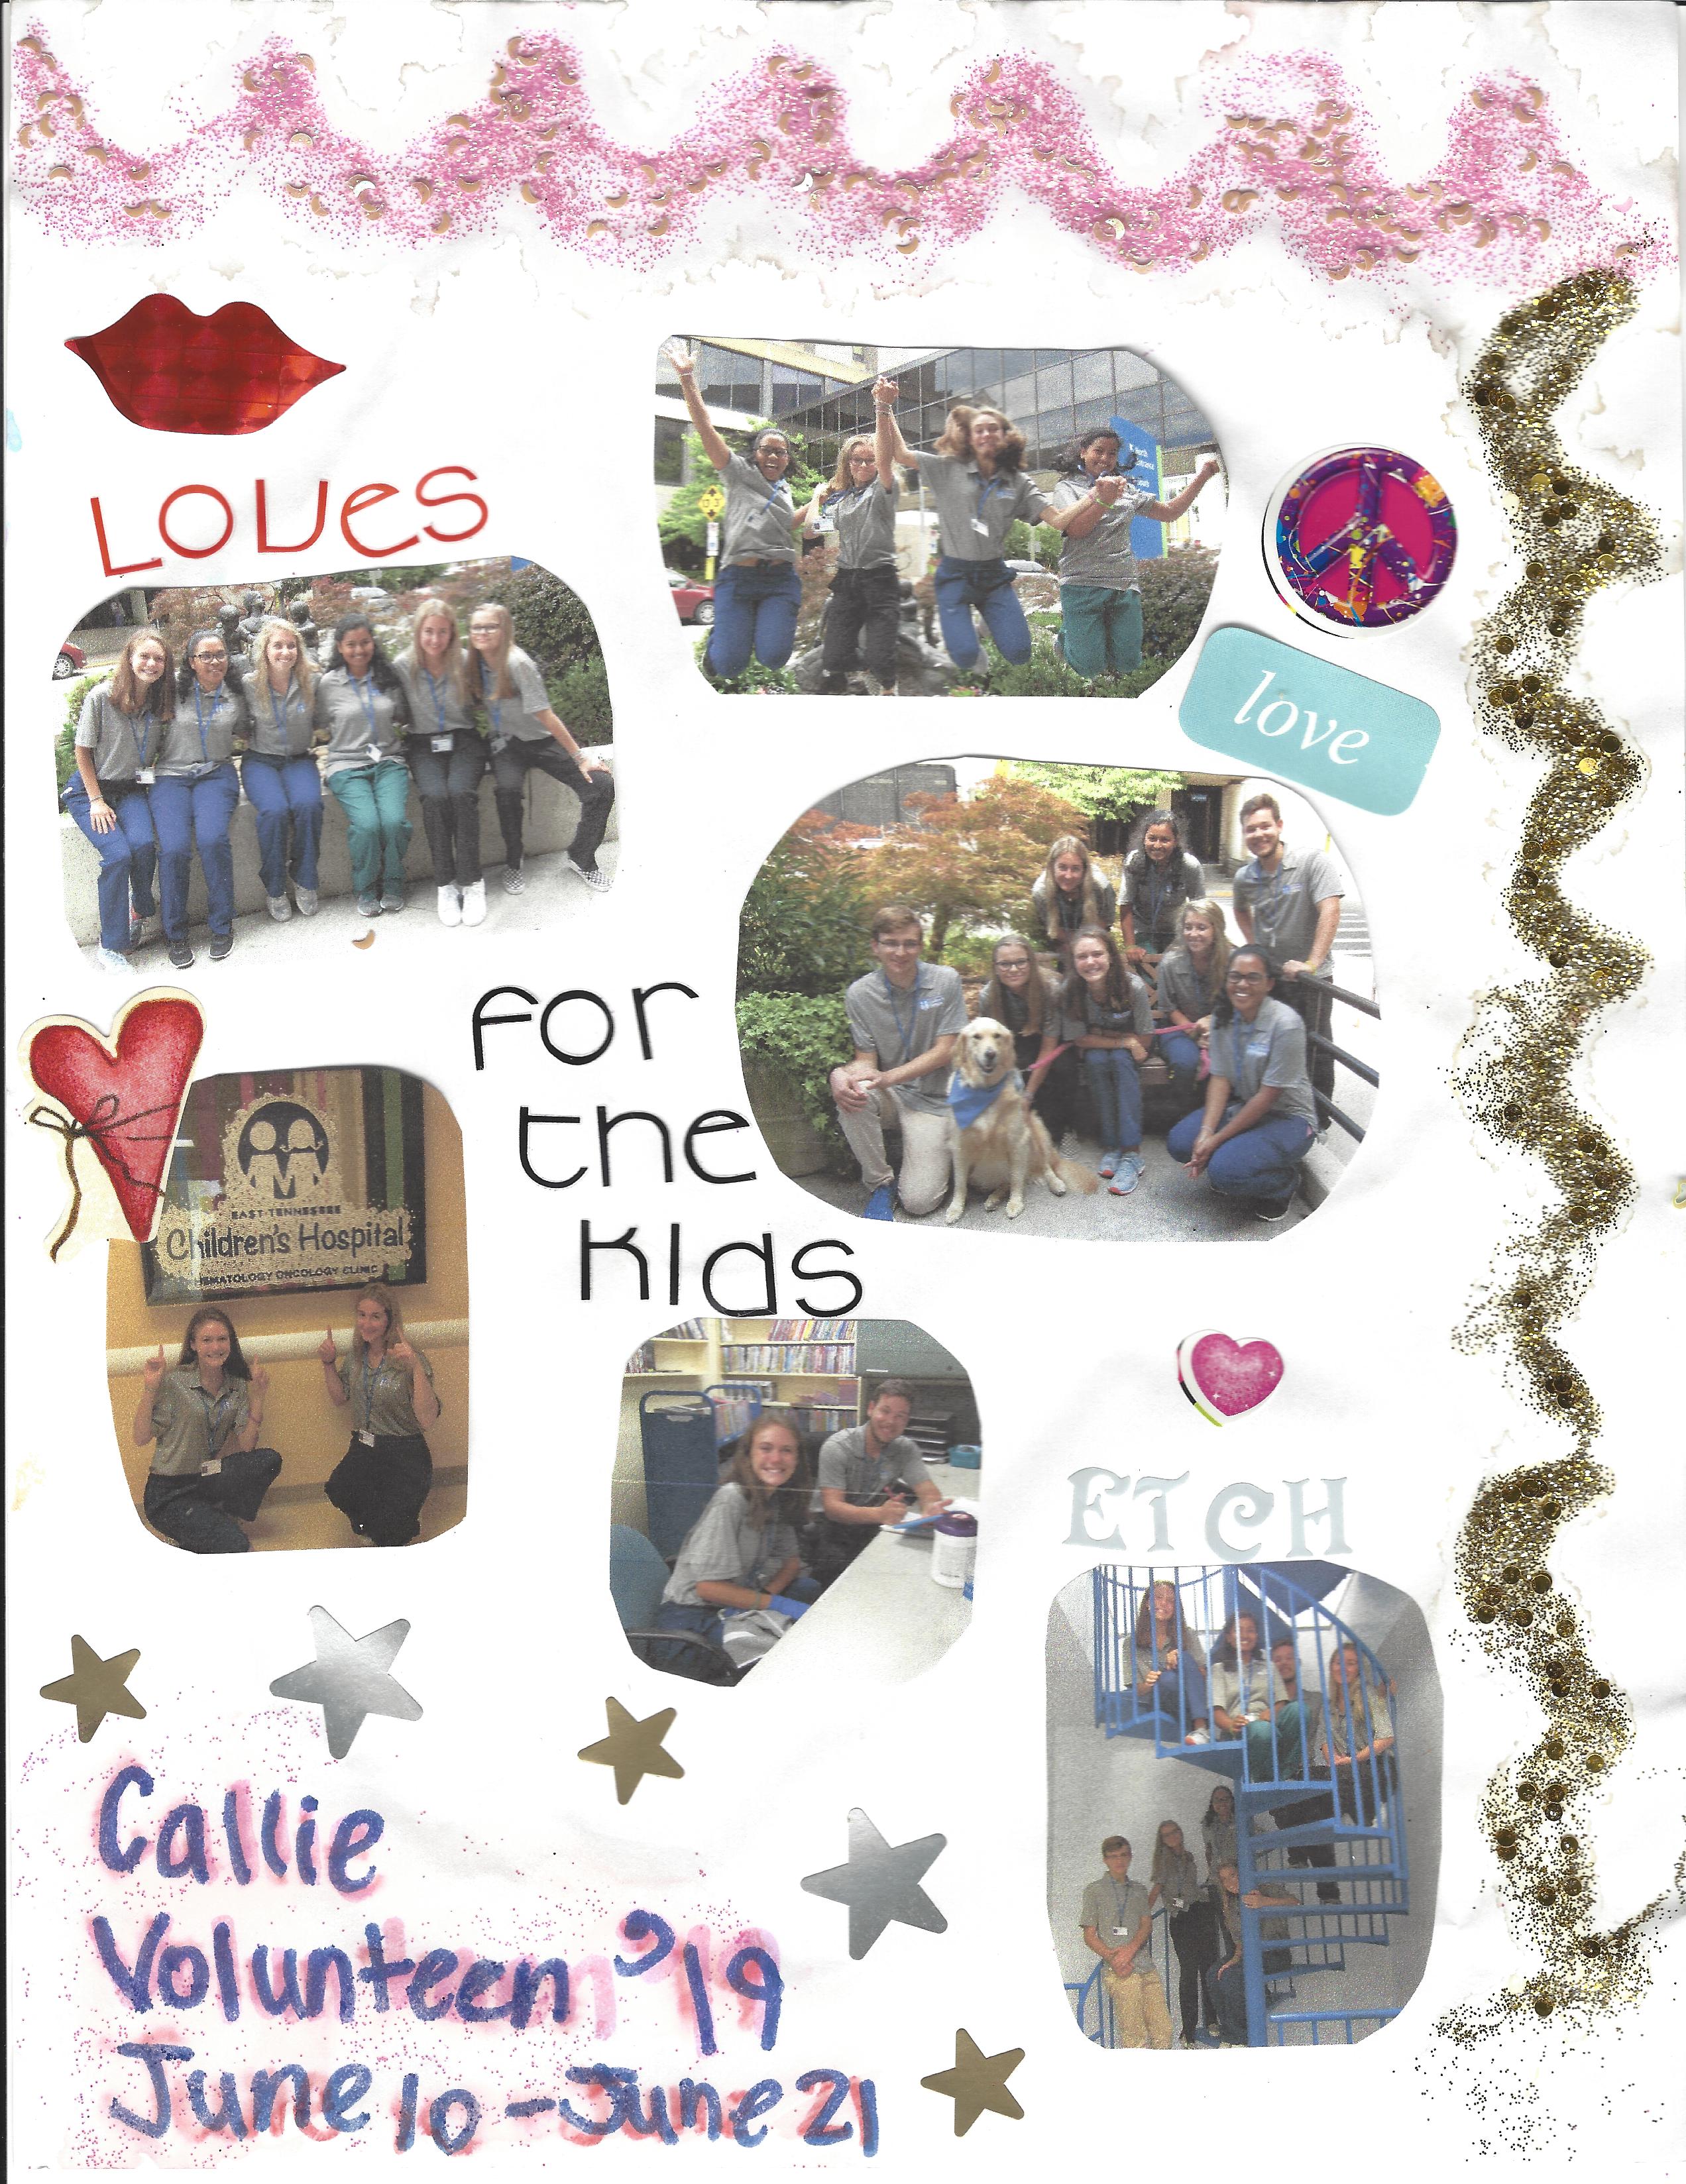 Loves
love
for
the
Kids
EAST TENNESSEE
Children's Hospital
HEMATOLOGY ONCOLOGY CLINIC
ETCH
Callie
Volunteen '19
June 10 - June 21